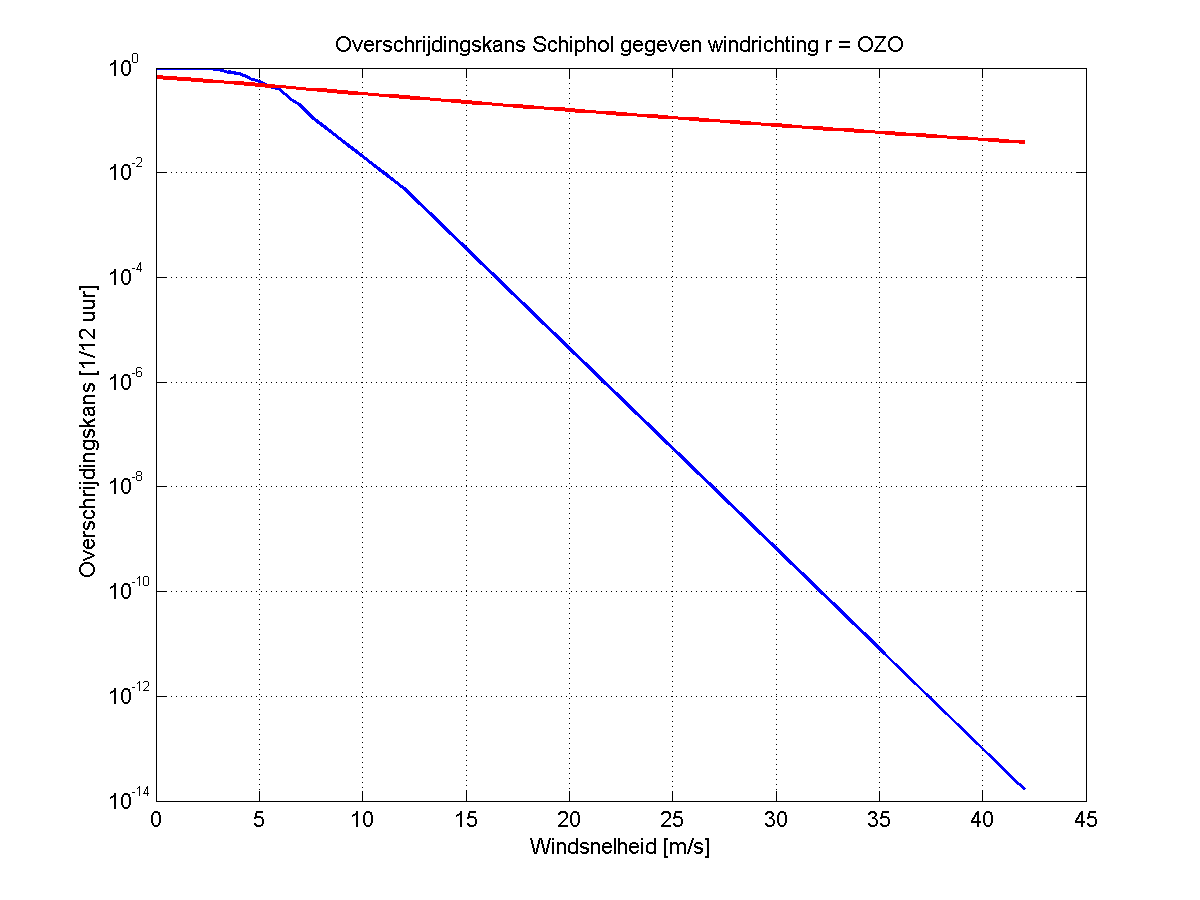 Overschrijdingskans Schiphol gegeven windrichting r = OZO
Overschrijdingskans [1/12 uur]
10^0
10^-2
10^-4
10^-6
10^-8
10^-10
10^-12
10^-14
0 5 10 15 20 25 30 35 40 45
Windsnelheid [m/s]